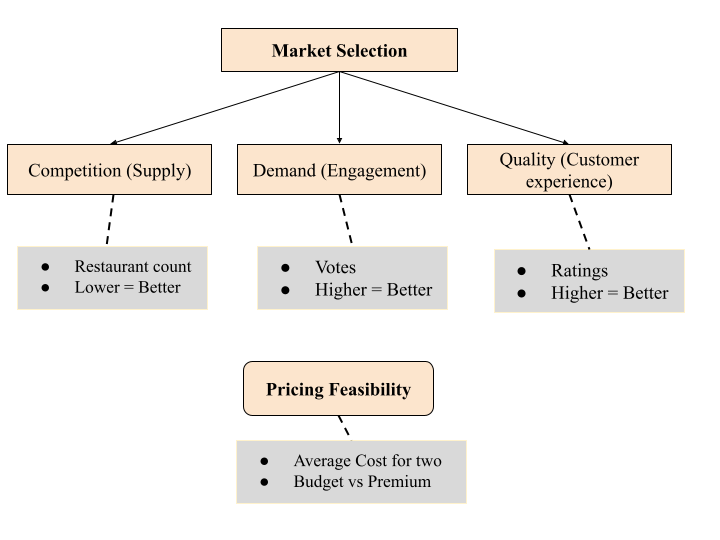 Market Selection
Competition (Supply)
Demand (Engagement)
Quality (Customer
experience)
● Restaurant count
● Lower = Better
● Votes
● Higher = Better
● Ratings
● Higher = Better
Pricing Feasibility
● Average Cost for two
● Budget vs Premium